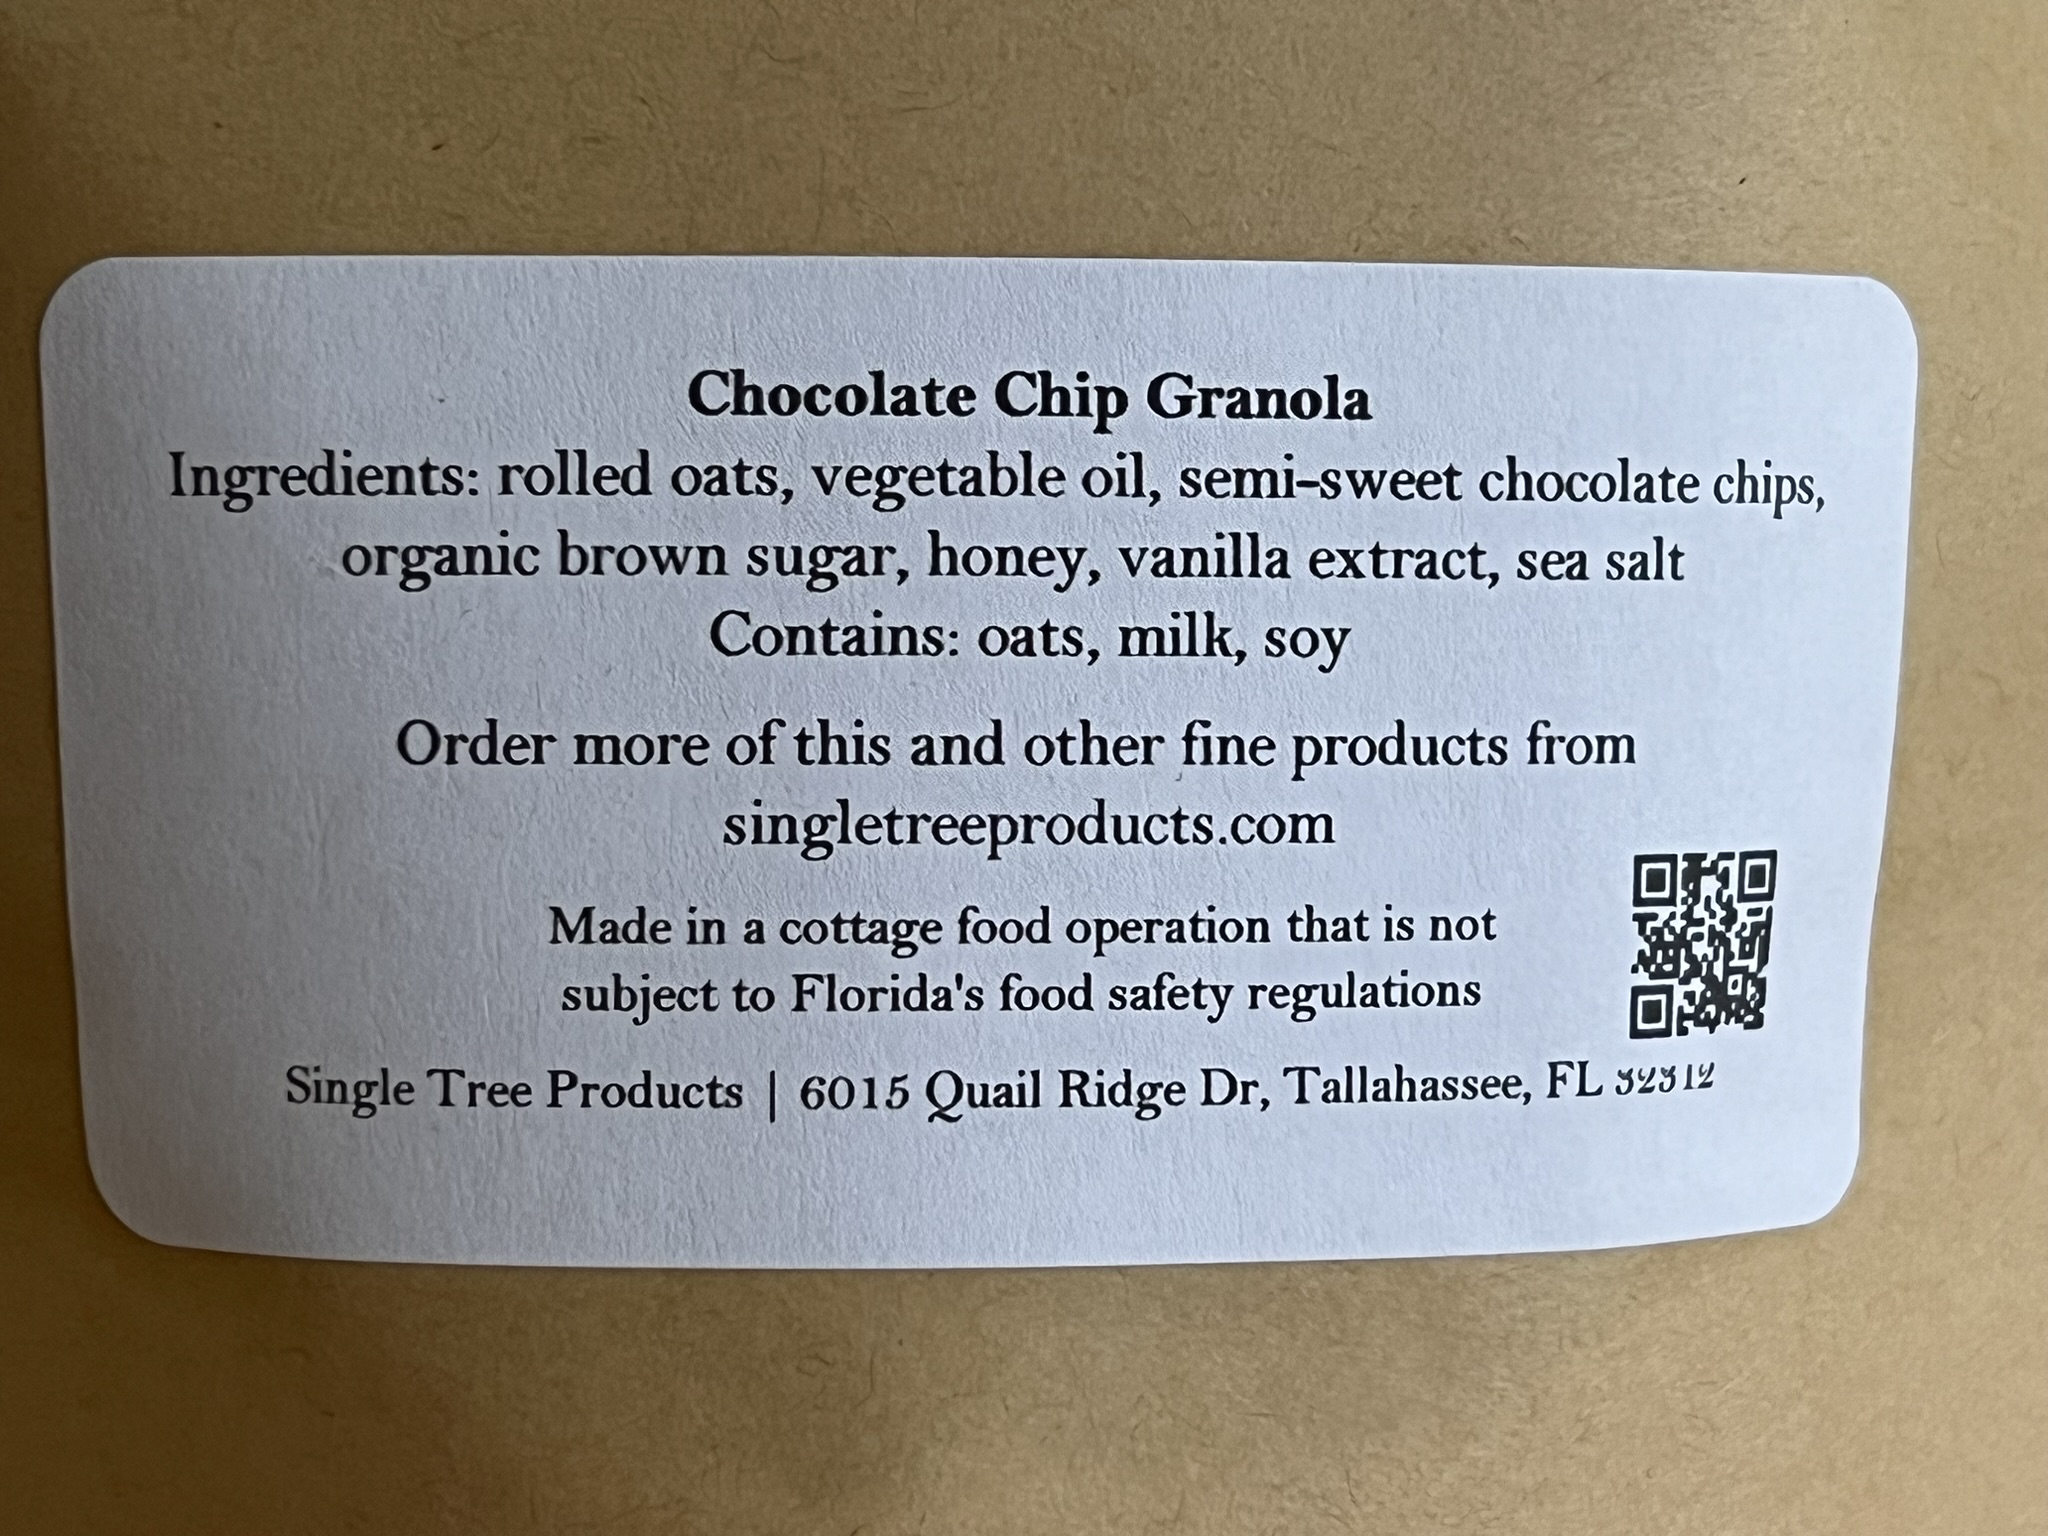 Chocolate Chip Granola
Ingredients: rolled oats, vegetable oil, semi-sweet chocolate chips,
organic brown sugar, honey, vanilla extract, sea salt
Contains: oats, milk, soy
Order more of this and other fine products from
singletreeproducts.com
Made in a cottage food operation that is not
subject to Florida's food safety regulations
Single Tree Products | 6015 Quail Ridge Dr, Tallahassee, FL 32312